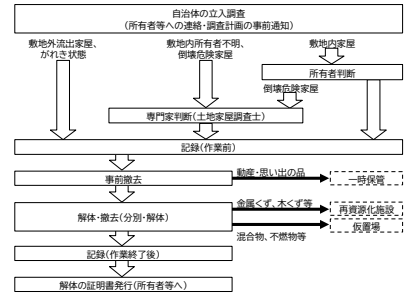 自治体の立入調査
(所有者等への連絡・調査計画の事前通知)
敷地外流出家屋、
がれき状態
敷地内所有者不明、
倒壊危険家屋
敷地内家屋
所有者判断
倒壊危険家屋
専門家判断(土地家屋調査士)
記録(作業前)
事前撤去
動産・思い出の品
一時保管
解体・撤去(分別・解体)
金属くず、木くず等
再資源化施設
仮置場
混合物、不燃物等
記録(作業終了後)
解体の証明書発行(所有者等へ)